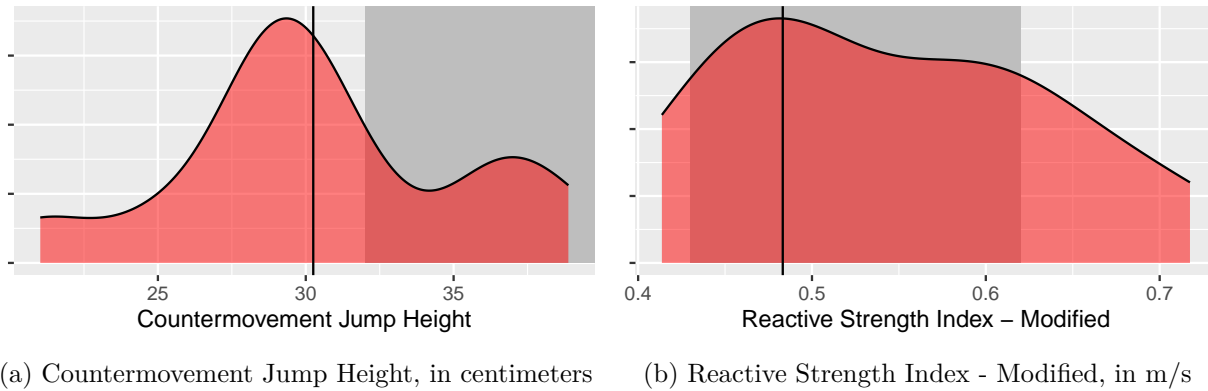 25 30 35
Countermovement Jump Height
0.4 0.5 0.6 0.7
Reactive Strength Index – Modified
(a) Countermovement Jump Height, in centimeters
(b) Reactive Strength Index - Modified, in m/s